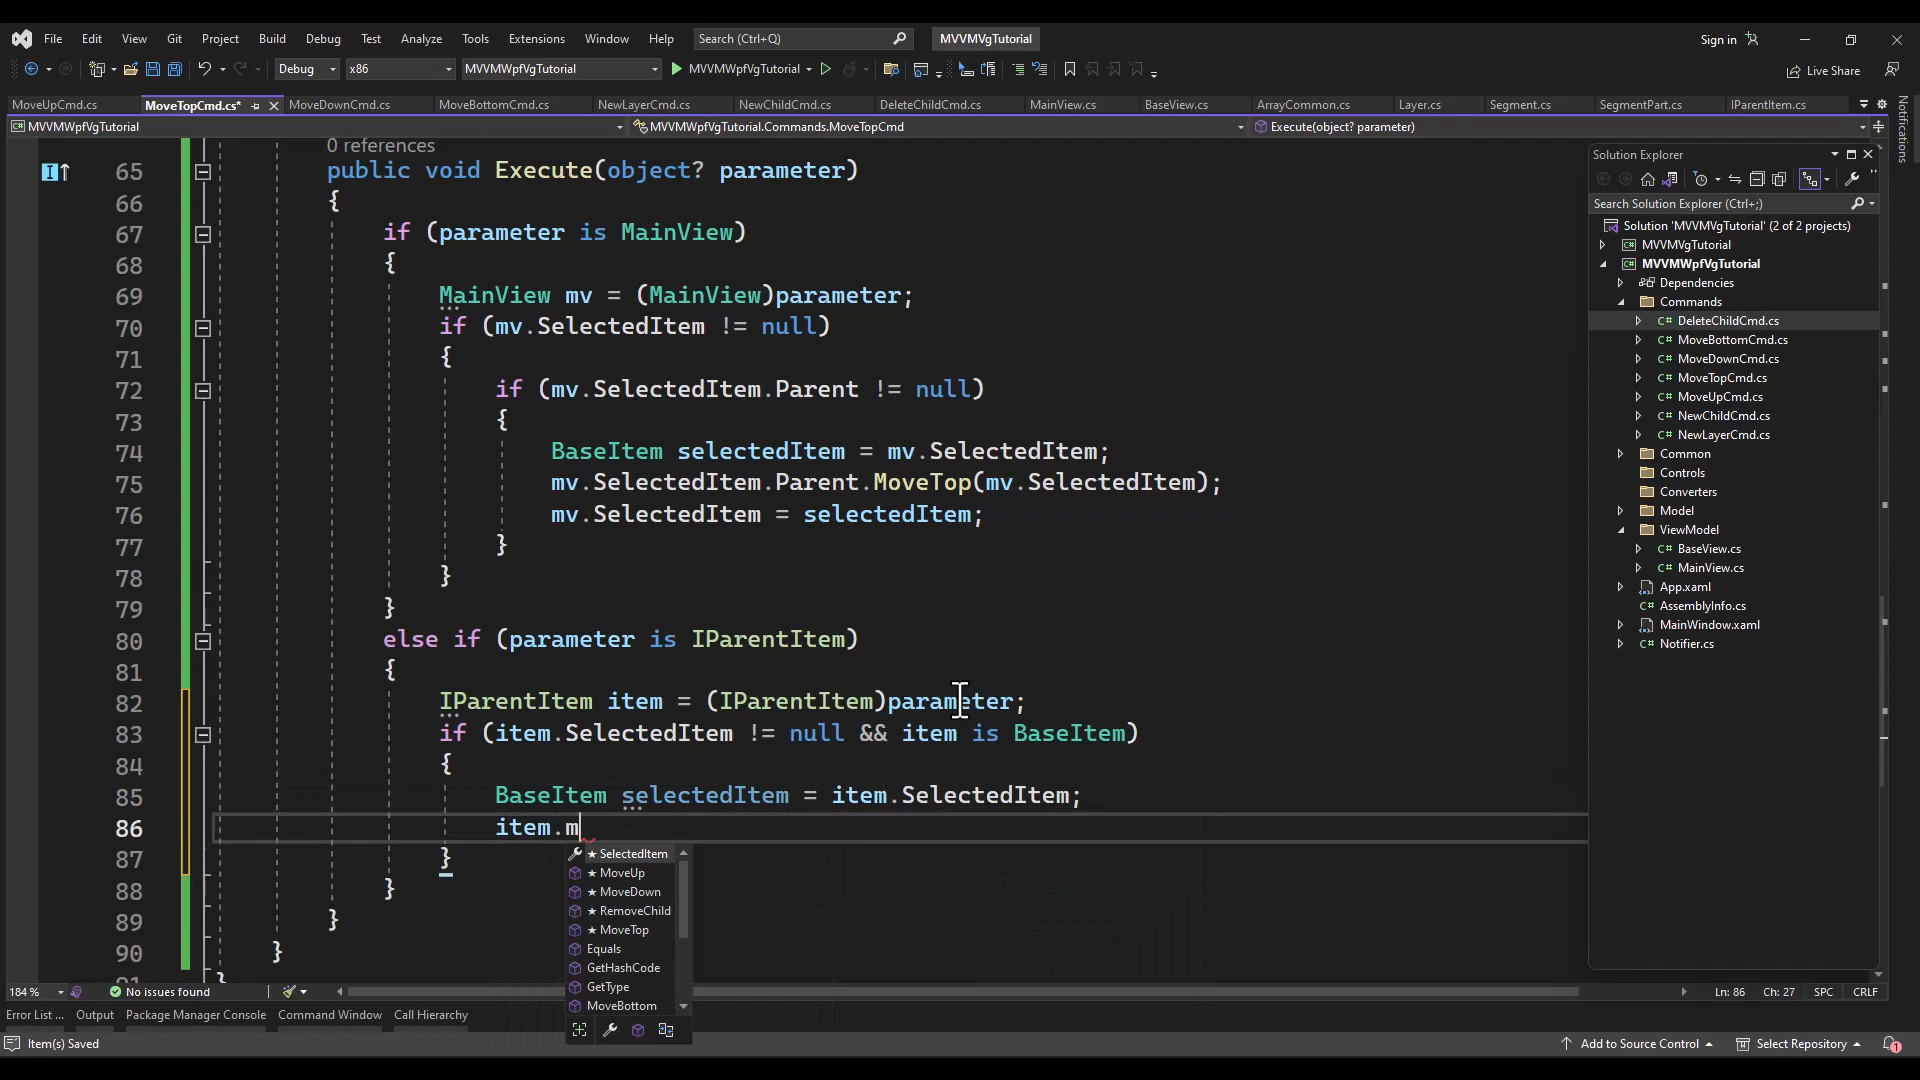 File Edit View Git Project Build Debug Test Analyze Tools Extensions Window Help Search (Ctrl+Q) MVVMVgTutorial Sign in
Debug x86 MVVMWpfVgTutorial MVVMWpfVgTutorial Live Share
MoveUpCmd.cs MoveTopCmd.cs* MoveDownCmd.cs MoveBottomCmd.cs NewLayerCmd.cs NewChildCmd.cs DeleteChildCmd.cs MainView.cs BaseView.cs ArrayCommon.cs Layer.cs Segment.cs SegmentPart.cs IParentItem.cs
MVVMWpfVgTutorial MVVMWpfVgTutorial.Commands.MoveTopCmd Execute(object? parameter)
Notifications
0 references
65 public void Execute(object? parameter)
66 {
67 if (parameter is MainView)
68 {
69 MainView mv = (MainView)parameter;
70 if (mv.SelectedItem != null)
71 {
72 if (mv.SelectedItem.Parent != null)
73 {
74 BaseItem selectedItem = mv.SelectedItem;
75 mv.SelectedItem.Parent.MoveTop(mv.SelectedItem);
76 mv.SelectedItem = selectedItem;
77 }
78 }
79 }
80 else if (parameter is IParentItem)
81 {
82 IParentItem item = (IParentItem)parameter;
83 if (item.SelectedItem != null && item is BaseItem)
84 {
85 BaseItem selectedItem = item.SelectedItem;
86 item.m
87 }
88 }
89 }
90 }
91 }
★ SelectedItem
★ MoveUp
★ MoveDown
★ RemoveChild
★ MoveTop
Equals
GetHashCode
GetType
MoveBottom
Solution Explorer
Search Solution Explorer (Ctrl+;)
Solution 'MVVMVgTutorial' (2 of 2 projects)
MVVMVgTutorial
MVVMWpfVgTutorial
Dependencies
Commands
C# DeleteChildCmd.cs
C# MoveBottomCmd.cs
C# MoveDownCmd.cs
C# MoveTopCmd.cs
C# MoveUpCmd.cs
C# NewChildCmd.cs
C# NewLayerCmd.cs
Common
Controls
Converters
Model
ViewModel
C# BaseView.cs
C# MainView.cs
App.xaml
C# AssemblyInfo.cs
MainWindow.xaml
C# Notifier.cs
184 % No issues found Ln: 86 Ch: 27 SPC CRLF
Error List ... Output Package Manager Console Command Window Call Hierarchy
Item(s) Saved Add to Source Control Select Repository 1